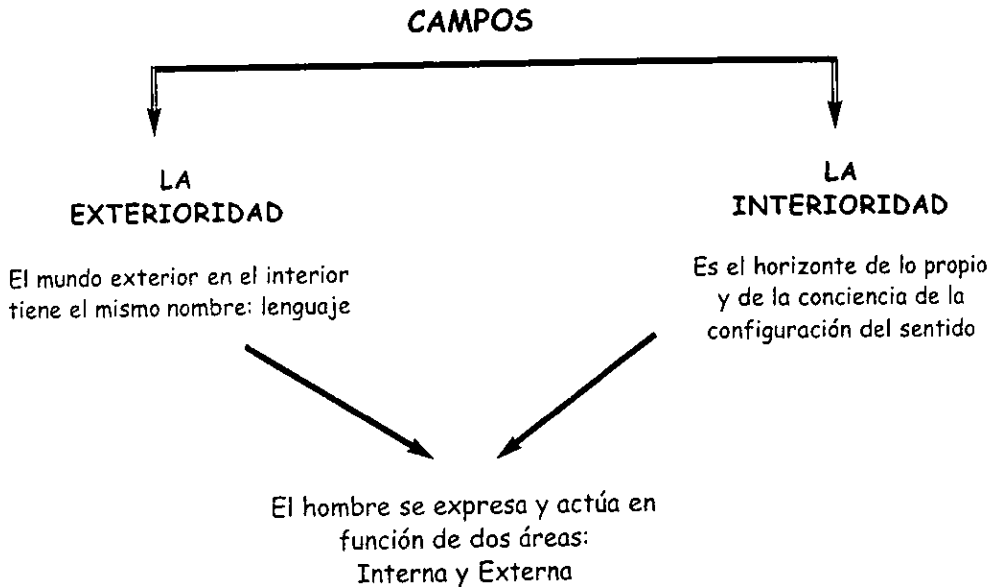 CAMPOS
LA
EXTERIORIDAD
El mundo exterior en el interior
tiene el mismo nombre: lenguaje
LA
INTERIORIDAD
Es el horizonte de lo propio
y de la conciencia de la
configuración del sentido
El hombre se expresa y actúa en
función de dos áreas:
Interna y Externa